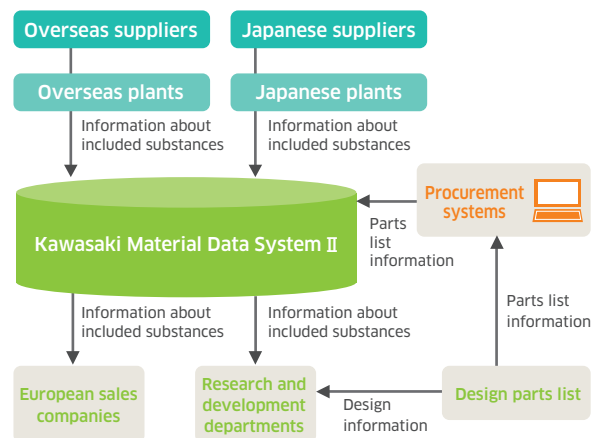 Overseas suppliers
Japanese suppliers
Overseas plants
Japanese plants
Information about
included substances
Information about
included substances
Procurement
systems
Kawasaki Material Data System Ⅱ
Parts
list
information
Parts list
information
Information about
included substances
Information about
included substances
European sales
companies
Research and
development
departments
Design
information
Design parts list